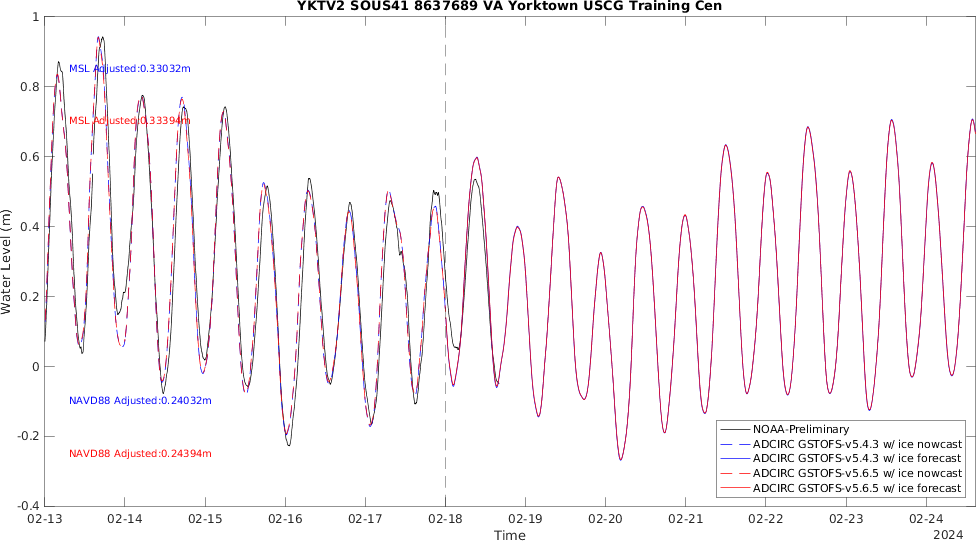 YKTV2 SOUS41 8637689 VA Yorktown USCG Training Cen
1
0.8
0.6
0.4
0.2
0
-0.2
-0.4
Water Level (m)
MSL Adjusted:0.33032m
MSL Adjusted:0.33394m
NAVD88 Adjusted:0.24032m
NAVD88 Adjusted:0.24394m
NOAA-Preliminary
ADCIRC GSTOFS-v5.4.3 w/ ice nowcast
ADCIRC GSTOFS-v5.4.3 w/ ice forecast
ADCIRC GSTOFS-v5.6.5 w/ ice nowcast
ADCIRC GSTOFS-v5.6.5 w/ ice forecast
02-13 02-14 02-15 02-16 02-17 02-18 02-19 02-20 02-21 02-22 02-23 02-24
Time
2024